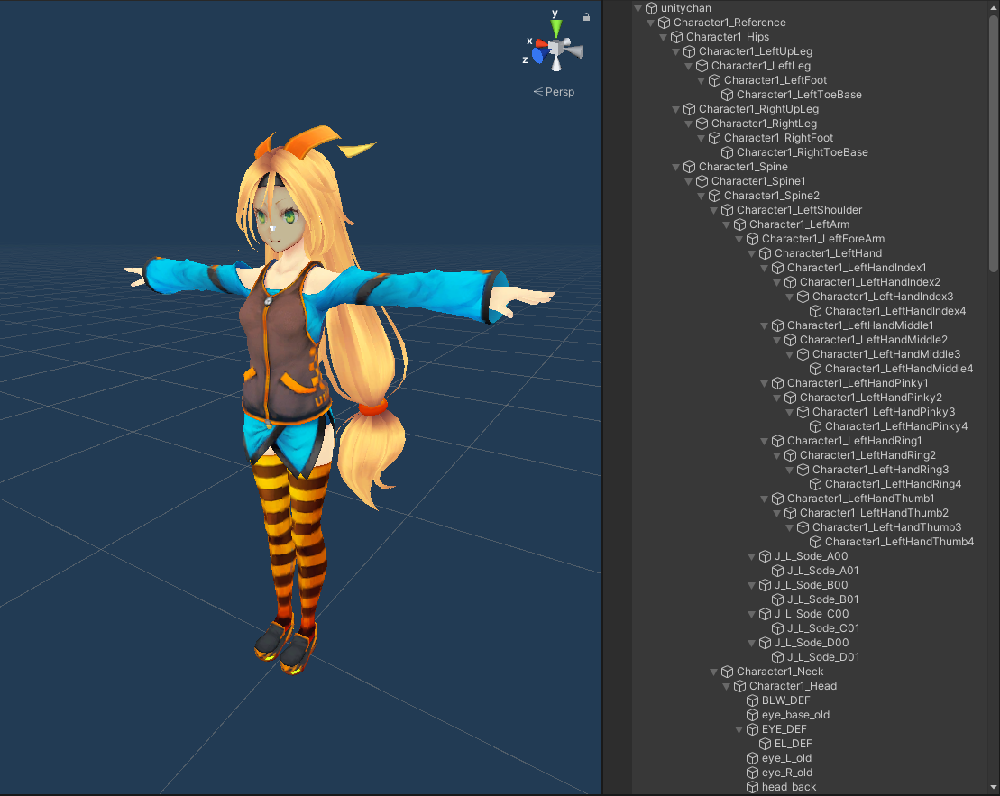 y
x
z
Persp
UNI
unitychan
Character1_Reference
Character1_Hips
Character1_LeftUpLeg
Character1_LeftLeg
Character1_LeftFoot
Character1_LeftToeBase
Character1_RightUpLeg
Character1_RightLeg
Character1_RightFoot
Character1_RightToeBase
Character1_Spine
Character1_Spine1
Character1_Spine2
Character1_LeftShoulder
Character1_LeftArm
Character1_LeftForeArm
Character1_LeftHand
Character1_LeftHandIndex1
Character1_LeftHandIndex2
Character1_LeftHandIndex3
Character1_LeftHandIndex4
Character1_LeftHandMiddle1
Character1_LeftHandMiddle2
Character1_LeftHandMiddle3
Character1_LeftHandMiddle4
Character1_LeftHandPinky1
Character1_LeftHandPinky2
Character1_LeftHandPinky3
Character1_LeftHandPinky4
Character1_LeftHandRing1
Character1_LeftHandRing2
Character1_LeftHandRing3
Character1_LeftHandRing4
Character1_LeftHandThumb1
Character1_LeftHandThumb2
Character1_LeftHandThumb3
Character1_LeftHandThumb4
J_L_Sode_A00
J_L_Sode_A01
J_L_Sode_B00
J_L_Sode_B01
J_L_Sode_C00
J_L_Sode_C01
J_L_Sode_D00
J_L_Sode_D01
Character1_Neck
Character1_Head
BLW_DEF
eye_base_old
EYE_DEF
EL_DEF
eye_L_old
eye_R_old
head_back